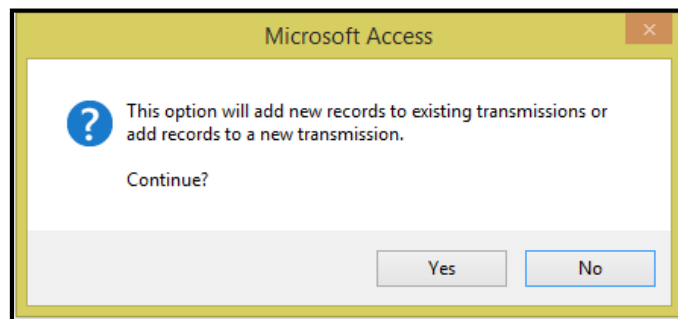 Microsoft Access
This option will add new records to existing transmissions or
add records to a new transmission.
Continue?
Yes
No